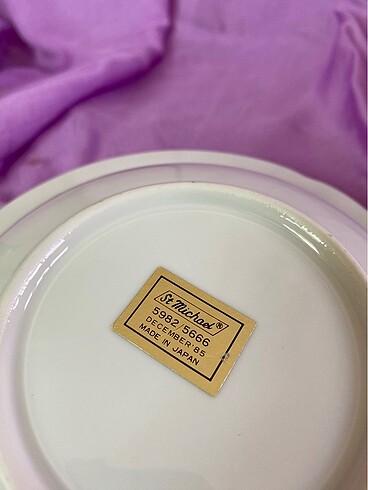 St Michael ®
5982/5666
DECEMBER '85
MADE IN JAPAN